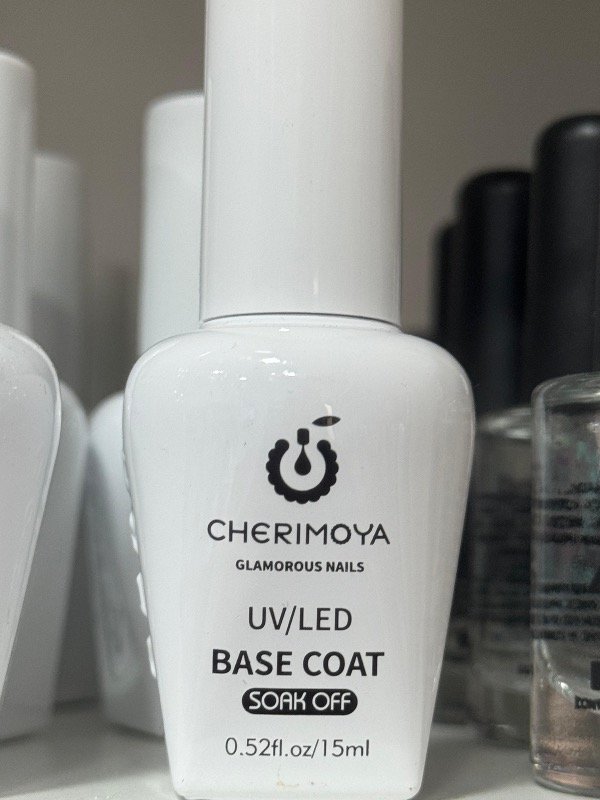 CHERIMOYA
GLAMOROUS NAILS
UV/LED
BASE COAT
SOAK OFF
0.52fl.oz/15ml